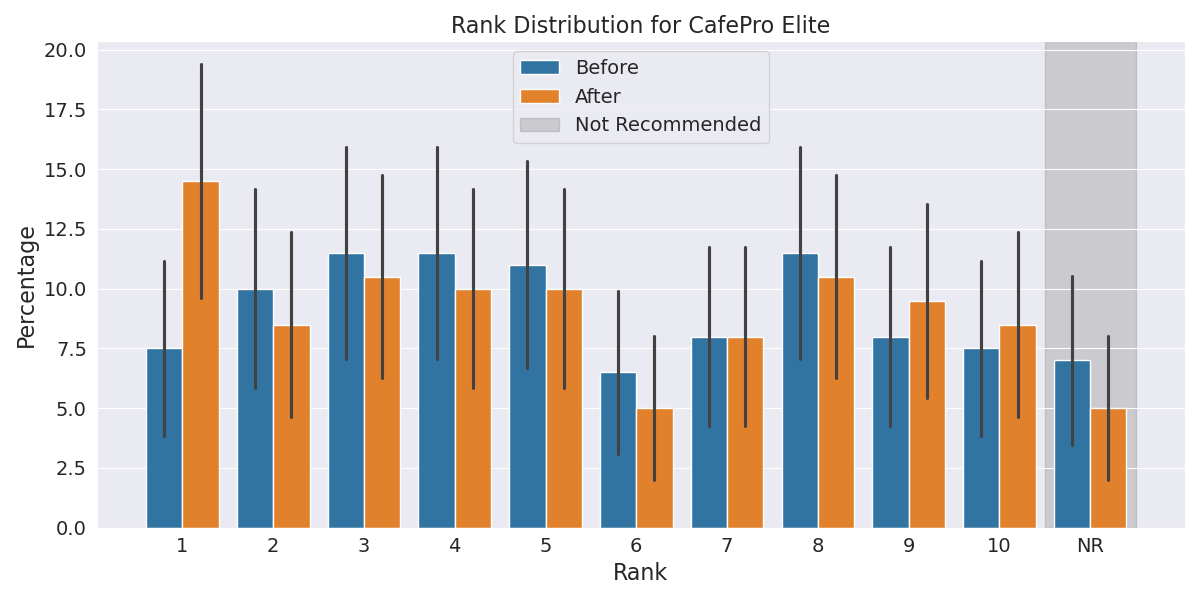 Rank Distribution for CafePro Elite
Percentage
20.0
17.5
15.0
12.5
10.0
7.5
5.0
2.5
0.0
Before
After
Not Recommended
1 2 3 4 5 6 7 8 9 10 NR
Rank